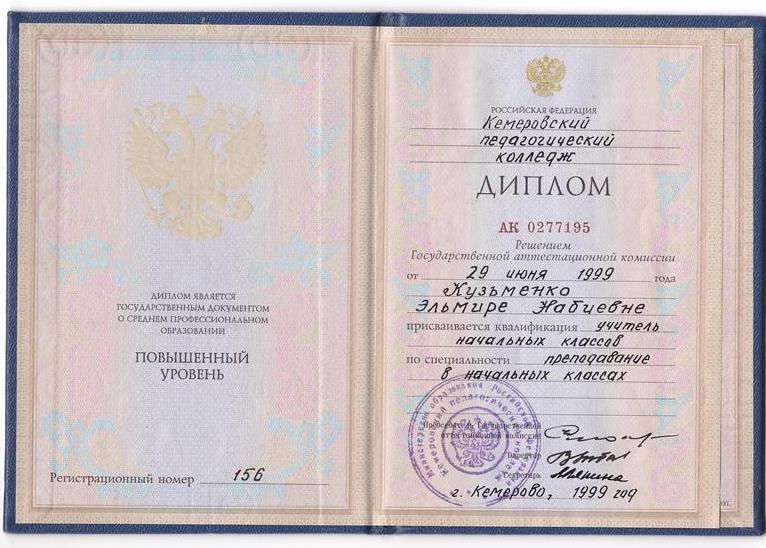 ДИПЛОМ ЯВЛЯЕТСЯ
ГОСУДАРСТВЕННЫМ ДОКУМЕНТОМ
О СРЕДНЕМ ПРОФЕССИОНАЛЬНОМ
ОБРАЗОВАНИИ
ПОВЫШЕННЫЙ
УРОВЕНЬ
Регистрационный номер 156
РОССИЙСКАЯ ФЕДЕРАЦИЯ
Кемеровский
педагогический
колледж
ДИПЛОМ
АК 0277195
Решением
Государственной аттестационной комиссии
от 29 июня 1999 года
Кузьменко
Эльмире Набиевне
присваивается квалификация учитель
начальных классов
по специальности преподавание
в начальных классах
Председатель Государственной
аттестационной комиссии
Директор
Секретарь
г. Кемерово, 1999 год